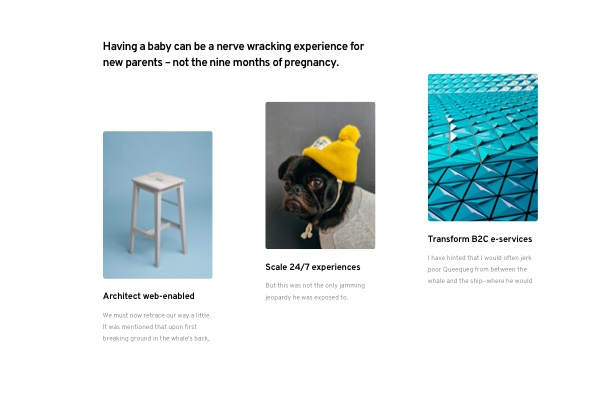 Having a baby can be a nerve wracking experience for
new parents – not the nine months of pregnancy.
Architect web-enabled
We must now retrace our way a little.
It was mentioned that upon first
breaking ground in the whale's back,
Scale 24/7 experiences
But this was not the only jamming
jeopardy he was exposed to.
Transform B2C e-services
I have hinted that I would often jerk
poor Queequeg from between the
whale and the ship–where he would